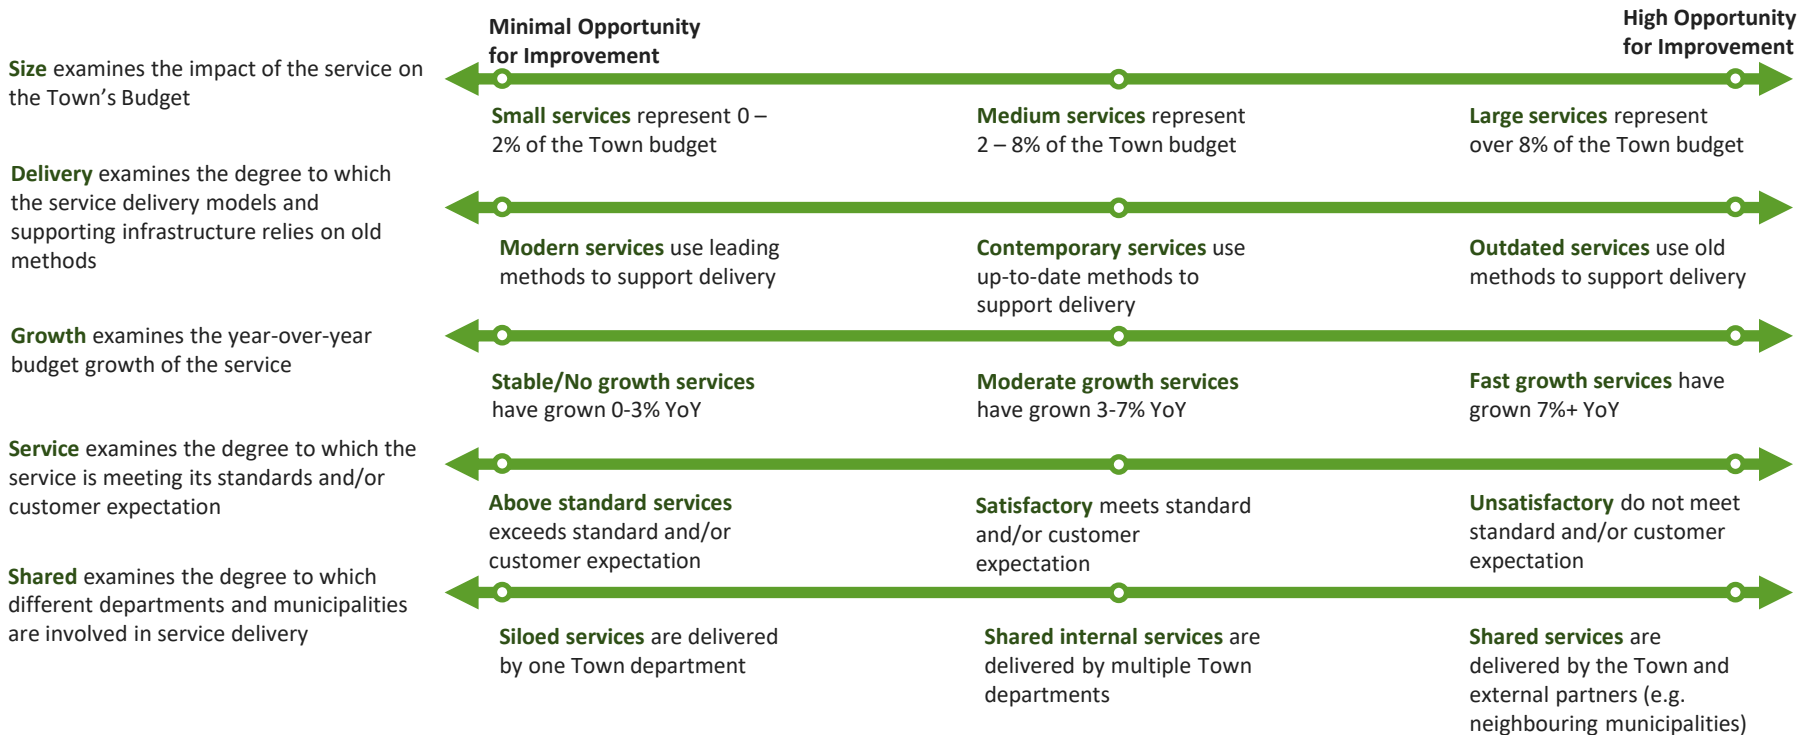 Minimal Opportunity
for Improvement
High Opportunity
for Improvement
Size examines the impact of the service on
the Town’s Budget
Small services represent 0 –
2% of the Town budget
Medium services represent
2 – 8% of the Town budget
Large services represent
over 8% of the Town budget
Delivery examines the degree to which
the service delivery models and
supporting infrastructure relies on old
methods
Modern services use leading
methods to support delivery
Contemporary services use
up-to-date methods to
support delivery
Outdated services use old
methods to support delivery
Growth examines the year-over-year
budget growth of the service
Stable/No growth services
have grown 0-3% YoY
Moderate growth services
have grown 3-7% YoY
Fast growth services have
grown 7%+ YoY
Service examines the degree to which the
service is meeting its standards and/or
customer expectation
Above standard services
exceeds standard and/or
customer expectation
Satisfactory meets standard
and/or customer
expectation
Unsatisfactory do not meet
standard and/or customer
expectation
Shared examines the degree to which
different departments and municipalities
are involved in service delivery
Siloed services are delivered
by one Town department
Shared internal services are
delivered by multiple Town
departments
Shared services are
delivered by the Town and
external partners (e.g.
neighbouring municipalities)